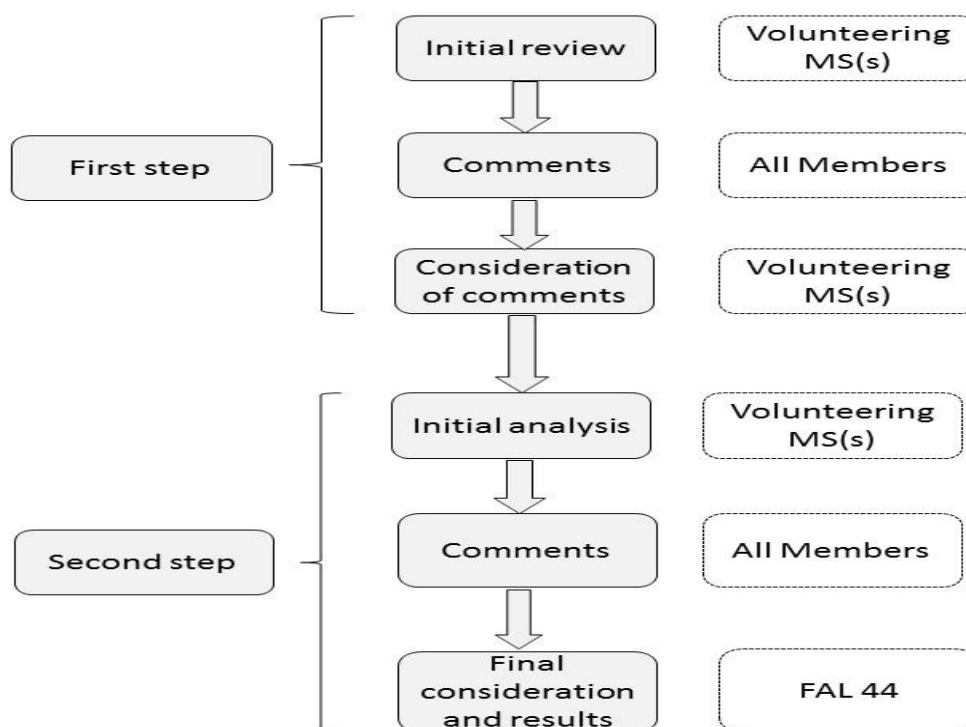 Initial review
Volunteering
MS(s)
First step
Comments
All Members
Consideration
of comments
Volunteering
MS(s)
Initial analysis
Volunteering
MS(s)
Second step
Comments
All Members
Final
consideration
and results
FAL 44